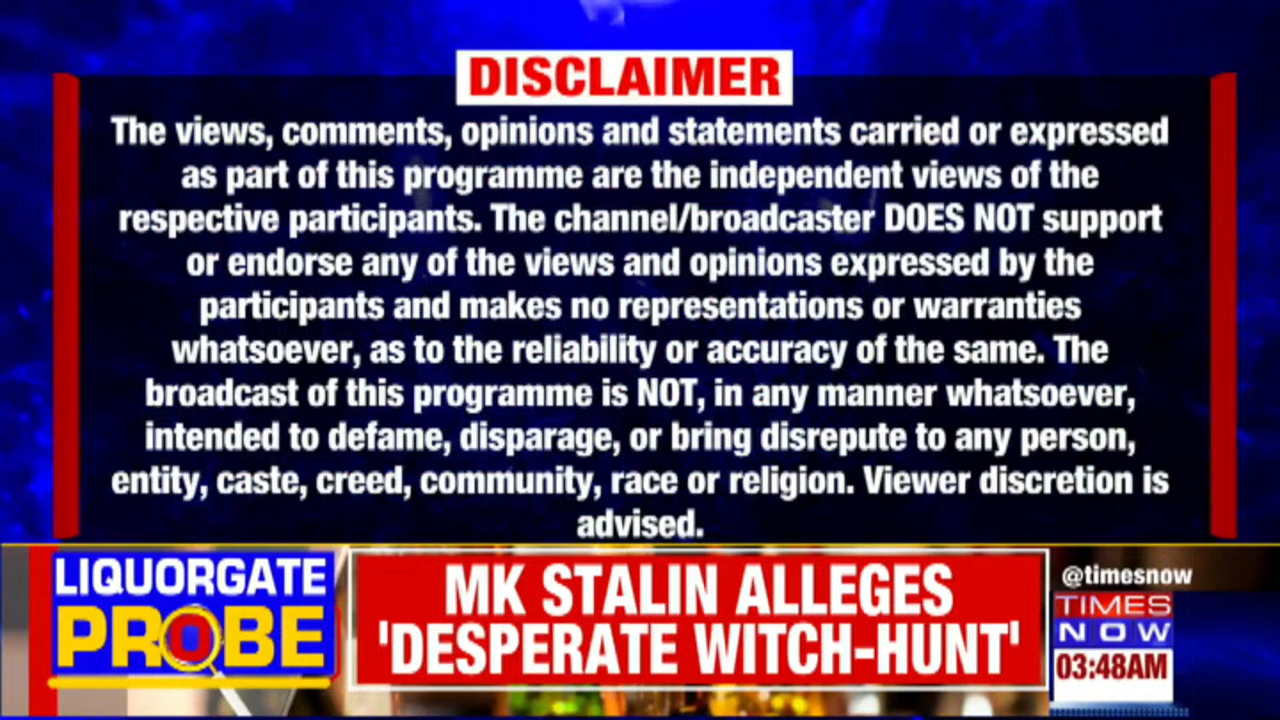 DISCLAIMER
The views, comments, opinions and statements carried or expressed
as part of this programme are the independent views of the
respective participants. The channel/broadcaster DOES NOT support
or endorse any of the views and opinions expressed by the
participants and makes no representations or warranties
whatsoever, as to the reliability or accuracy of the same. The
broadcast of this programme is NOT, in any manner whatsoever,
intended to defame, disparage, or bring disrepute to any person,
entity, caste, creed, community, race or religion. Viewer discretion is
advised.
LIQUORGATE
PROBE
MK STALIN ALLEGES
'DESPERATE WITCH-HUNT'
@timesnow
TIMES
NOW
03:48AM